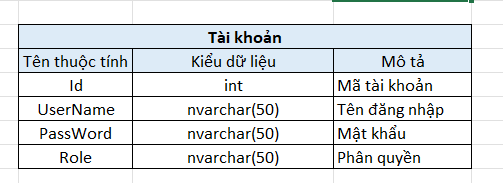 Tài khoản
Tên thuộc tính Kiểu dữ liệu Mô tả
Id int Mã tài khoản
UserName nvarchar(50) Tên đăng nhập
PassWord nvarchar(50) Mật khẩu
Role nvarchar(50) Phân quyền